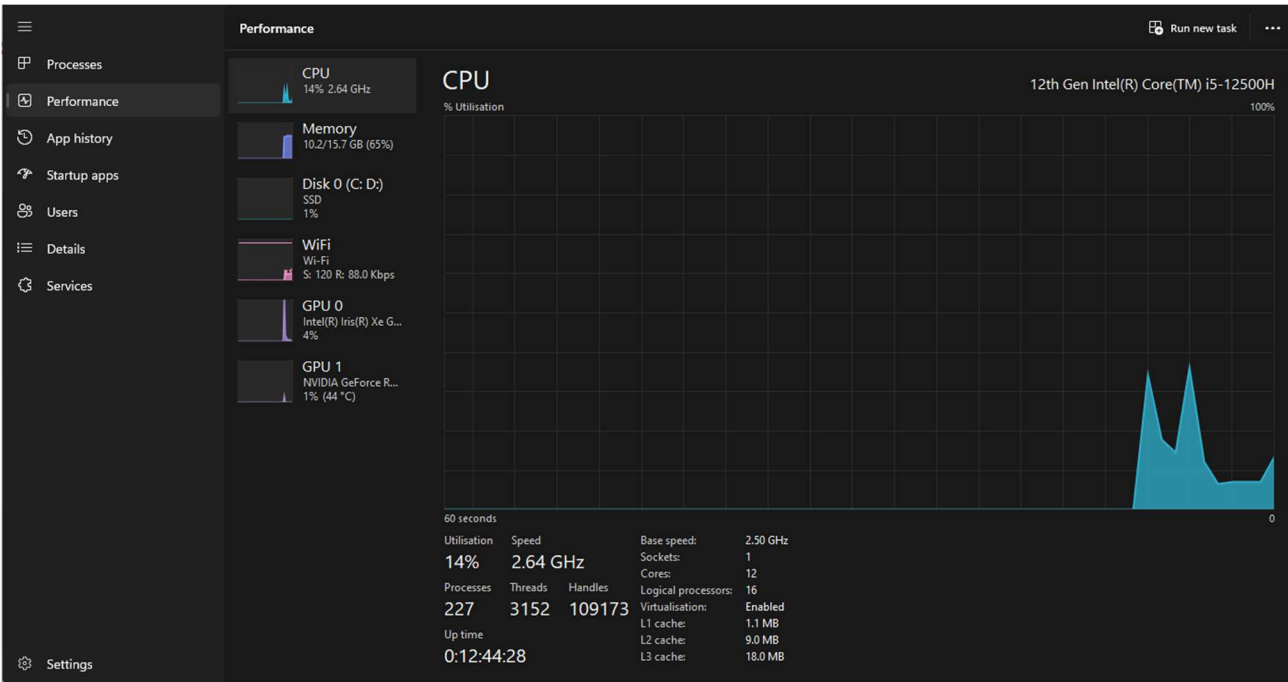 Performance
Run new task
Processes
Performance
App history
Startup apps
Users
Details
Services
Settings
CPU
14% 2.64 GHz
Memory
10.2/15.7 GB (65%)
Disk 0 (C: D:)
SSD
1%
WiFi
Wi-Fi
S: 120 R: 88.0 Kbps
GPU 0
Intel(R) Iris(R) Xe G...
4%
GPU 1
NVIDIA GeForce R...
1% (44 °C)
CPU
12th Gen Intel(R) Core(TM) i5-12500H
% Utilisation 100%
60 seconds 0
Utilisation Speed
14% 2.64 GHz
Processes Threads Handles
227 3152 109173
Up time
0:12:44:28
Base speed: 2.50 GHz
Sockets: 1
Cores: 12
Logical processors: 16
Virtualisation: Enabled
L1 cache: 1.1 MB
L2 cache: 9.0 MB
L3 cache: 18.0 MB